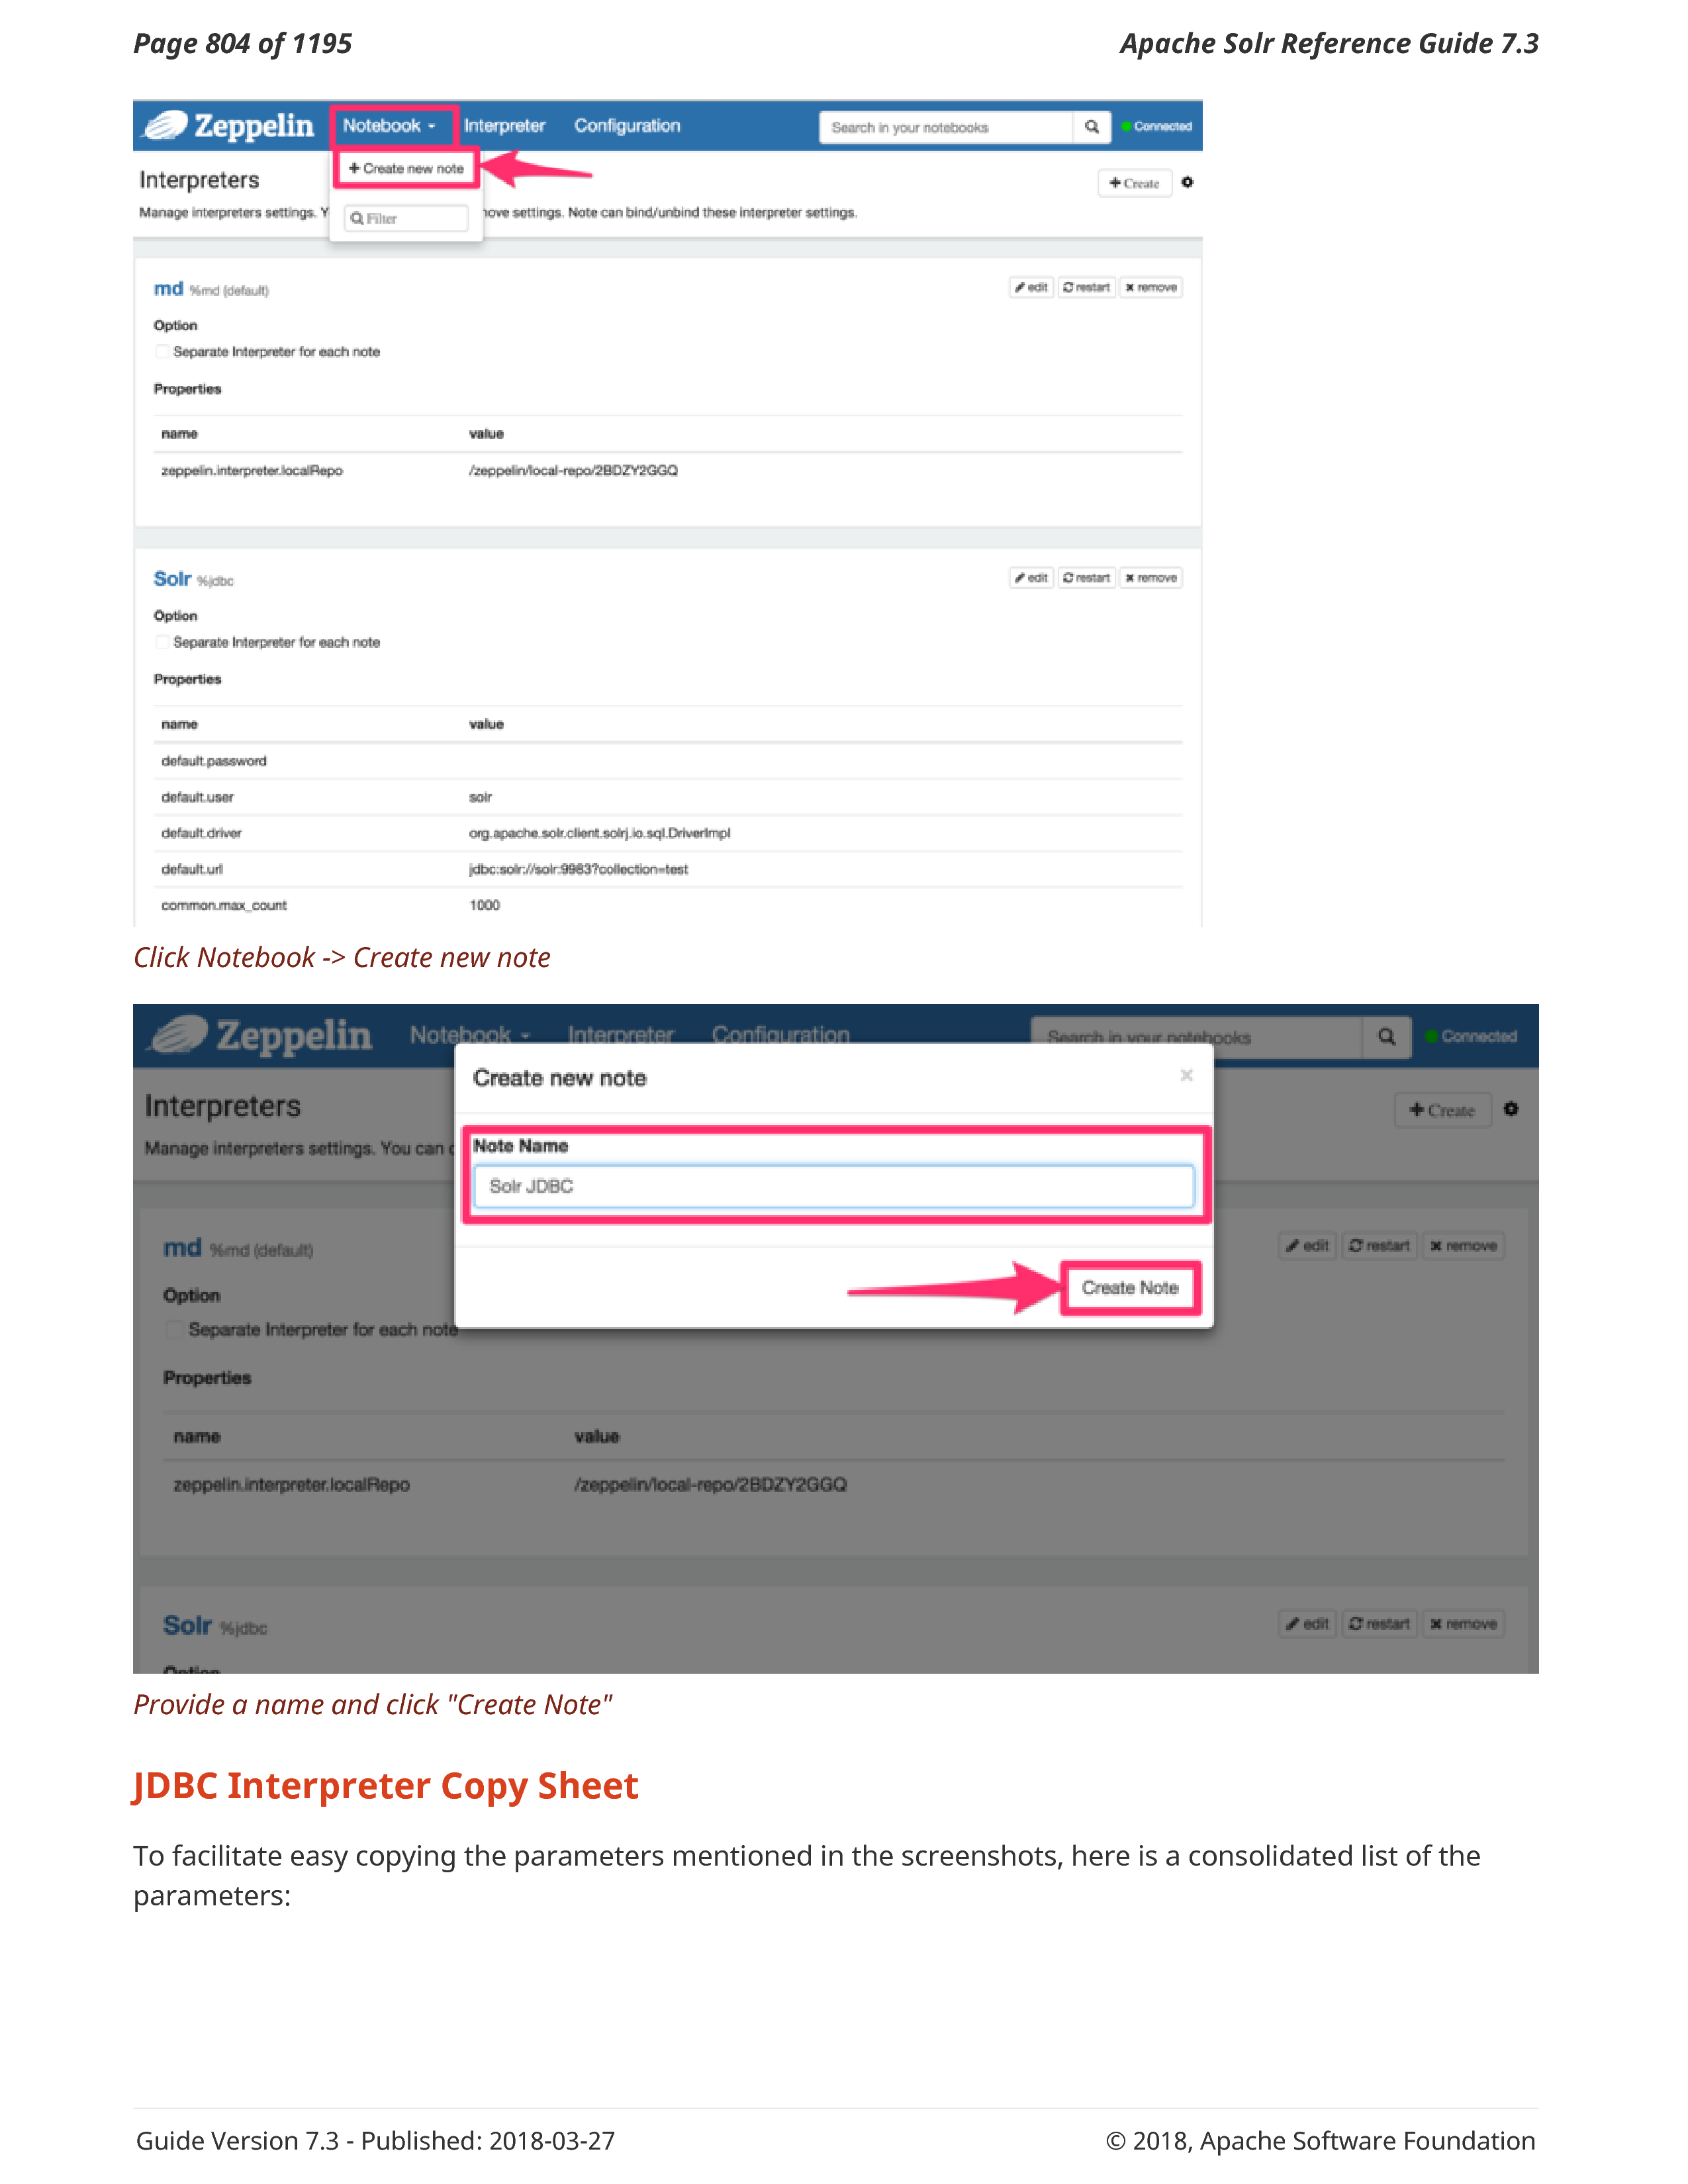 Page 804 of 1195
Apache Solr Reference Guide 7.3
Zeppelin Notebook Interpreter Configuration Search in your notebooks Connected
+ Create new note
Interpreters
+ Create
Manage interpreters settings. Y
Filter
ove settings. Note can bind/unbind these interpreter settings.
md %md (default)
edit restart remove
Option
Separate Interpreter for each note
Properties
name value
zeppelin.interpreter.localRepo /zeppelin/local-repo/2BDZY2GGQ
Solr %jdbc
edit restart remove
Option
Separate Interpreter for each note
Properties
name value
default.password
default.user solr
default.driver org.apache.solr.client.solrj.io.sql.DriverImpl
default.url jdbc:solr://solr:9983?collection=test
common.max_count 1000
Click Notebook -> Create new note
Zeppelin Notebook Interpreter Configuration Search in your notebooks Connected
Create new note ×
Interpreters
+ Create
Manage interpreters settings. You can
Note Name
Solr JDBC
md %md (default)
edit restart remove
Create Note
Option
Separate Interpreter for each note
Properties
name value
zeppelin.interpreter.localRepo /zeppelin/local-repo/2BDZY2GGQ
Solr %jdbc
edit restart remove
Option
Provide a name and click "Create Note"
JDBC Interpreter Copy Sheet
To facilitate easy copying the parameters mentioned in the screenshots, here is a consolidated list of the
parameters:
Guide Version 7.3 - Published: 2018-03-27
© 2018, Apache Software Foundation